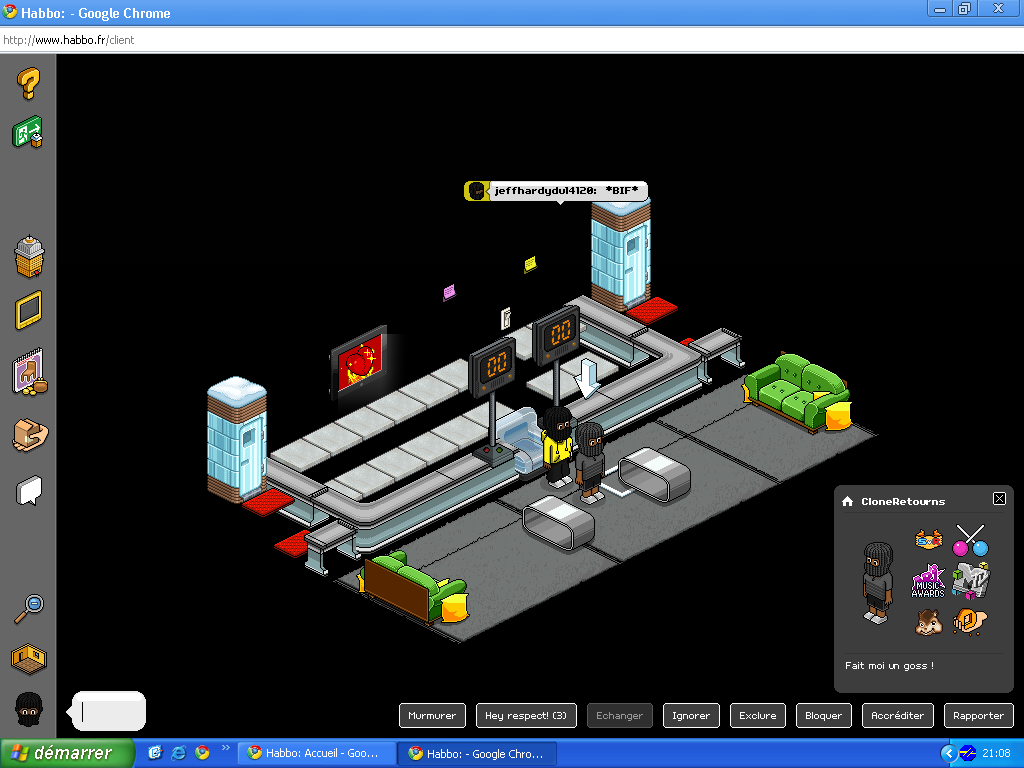 Habbo: - Google Chrome
http://www.habbo.fr/client
jeffhardydu14120: *BIF*
00
00
CloneRetourns
MUSIC
AWARDS
MTV
Fait moi un goss !
Murmurer
Hey respect! (3)
Echanger
Ignorer
Exclure
Bloquer
Accréditer
Rapporter
démarrer
Habbo: Accueil - Goo...
Habbo: - Google Chro...
21:08